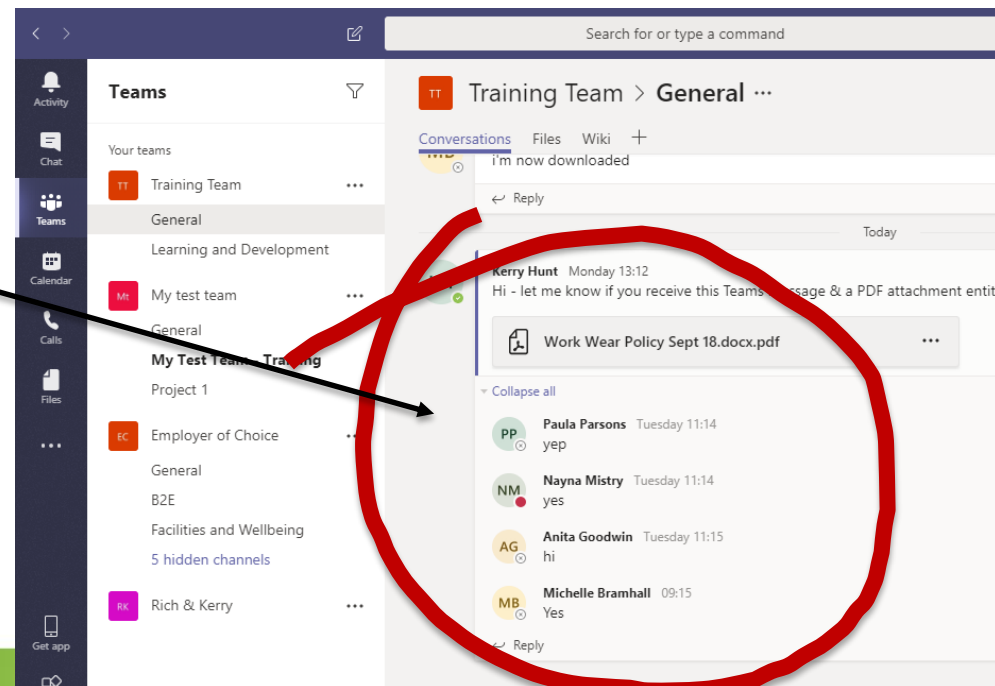 Search for or type a command
Activity
Chat
Teams
Calendar
Calls
Files
Get app
Teams
Your teams
TT Training Team
General
Learning and Development
Mt My test team
General
My Test Team - Training
Project 1
EC Employer of Choice
General
B2E
Facilities and Wellbeing
5 hidden channels
RK Rich & Kerry
TT Training Team > General
Conversations Files Wiki
MB i'm now downloaded
Reply
Today
Kerry Hunt Monday 13:12
Hi - let me know if you receive this Teams message & a PDF attachment entit
Work Wear Policy Sept 18.docx.pdf
Collapse all
PP Paula Parsons Tuesday 11:14
yep
NM Nayna Mistry Tuesday 11:14
yes
AG Anita Goodwin Tuesday 11:15
hi
MB Michelle Bramhall 09:15
Yes
Reply